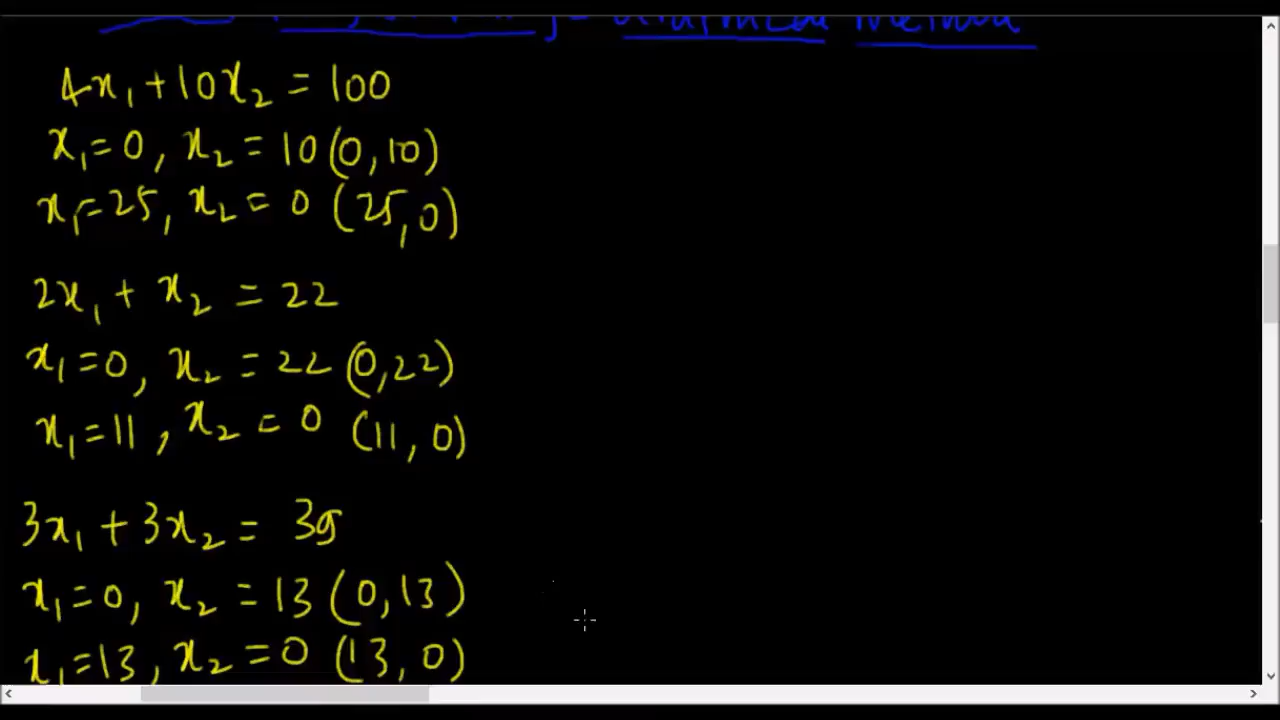 Graphical Method
4x₁ + 10x₂ = 100
x₁ = 0, x₂ = 10 (0, 10)
x₁ = 25, x₂ = 0 (25, 0)
2x₁ + x₂ = 22
x₁ = 0, x₂ = 22 (0, 22)
x₁ = 11, x₂ = 0 (11, 0)
3x₁ + 3x₂ = 39
x₁ = 0, x₂ = 13 (0, 13)
x₁ = 13, x₂ = 0 (13, 0)